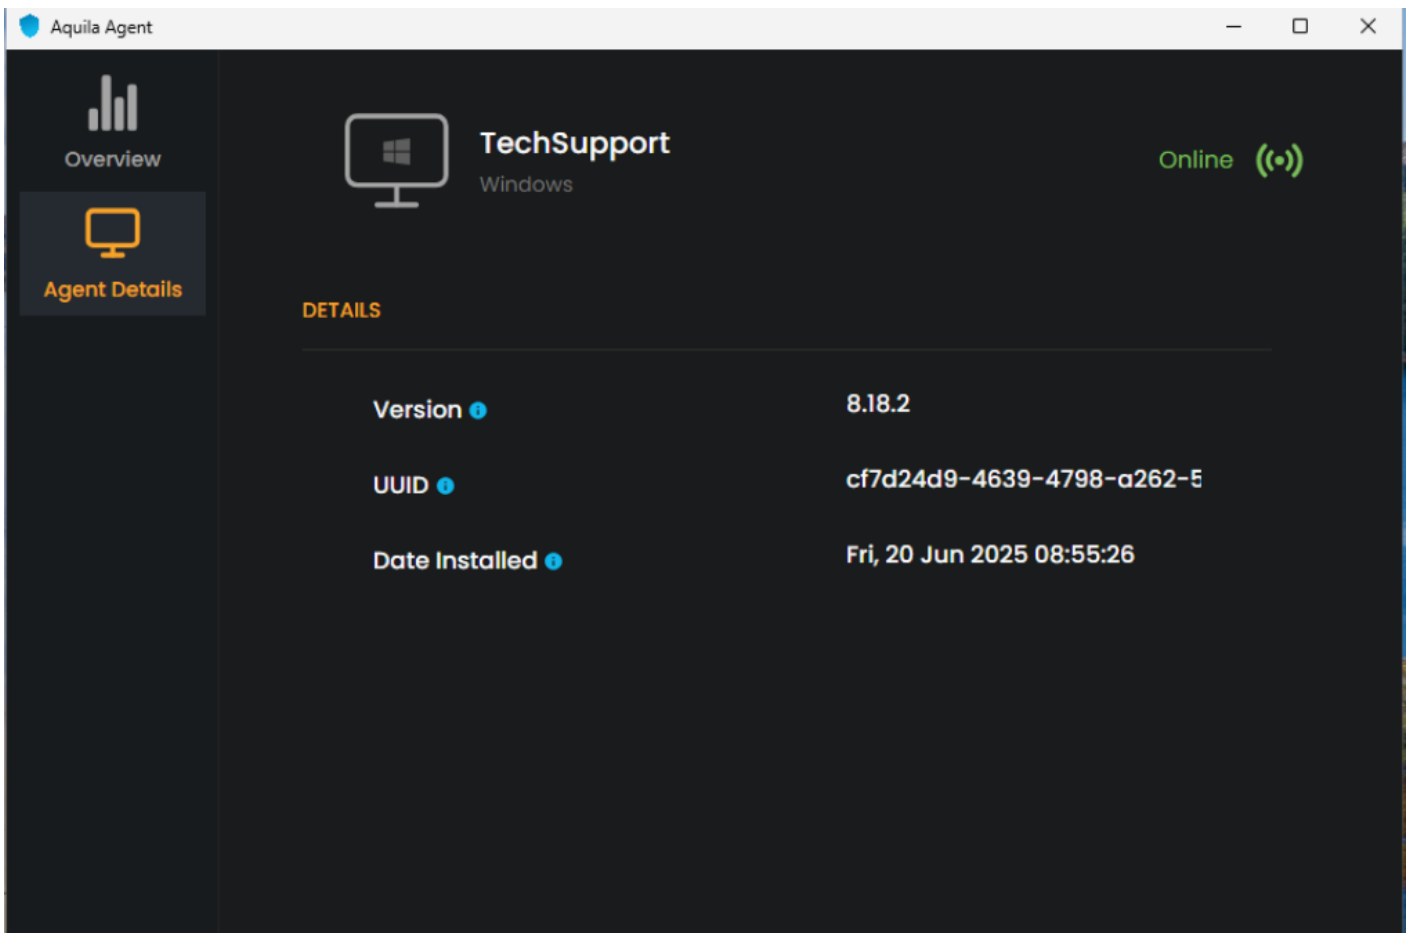 Aquila Agent
Overview
Agent Details
TechSupport
Windows
Online
DETAILS
Version
8.18.2
UUID
cf7d24d9-4639-4798-a262-5
Date Installed
Fri, 20 Jun 2025 08:55:26